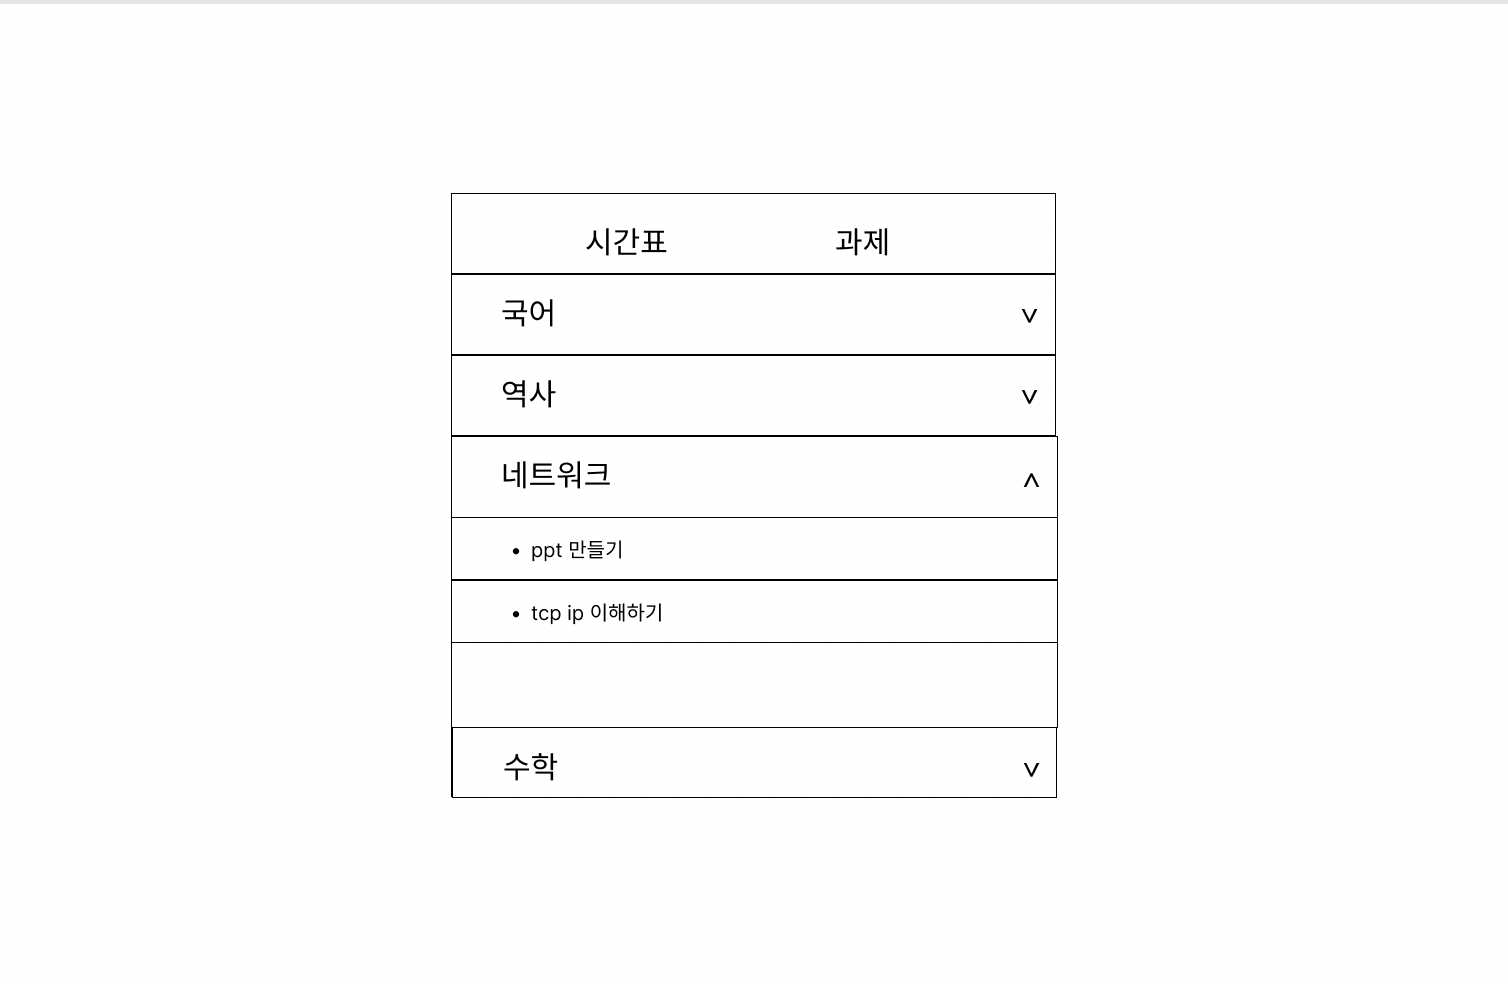 시간표 과제
국어 v
역사 v
네트워크 ʌ
• ppt 만들기
• tcp ip 이해하기
수학 v